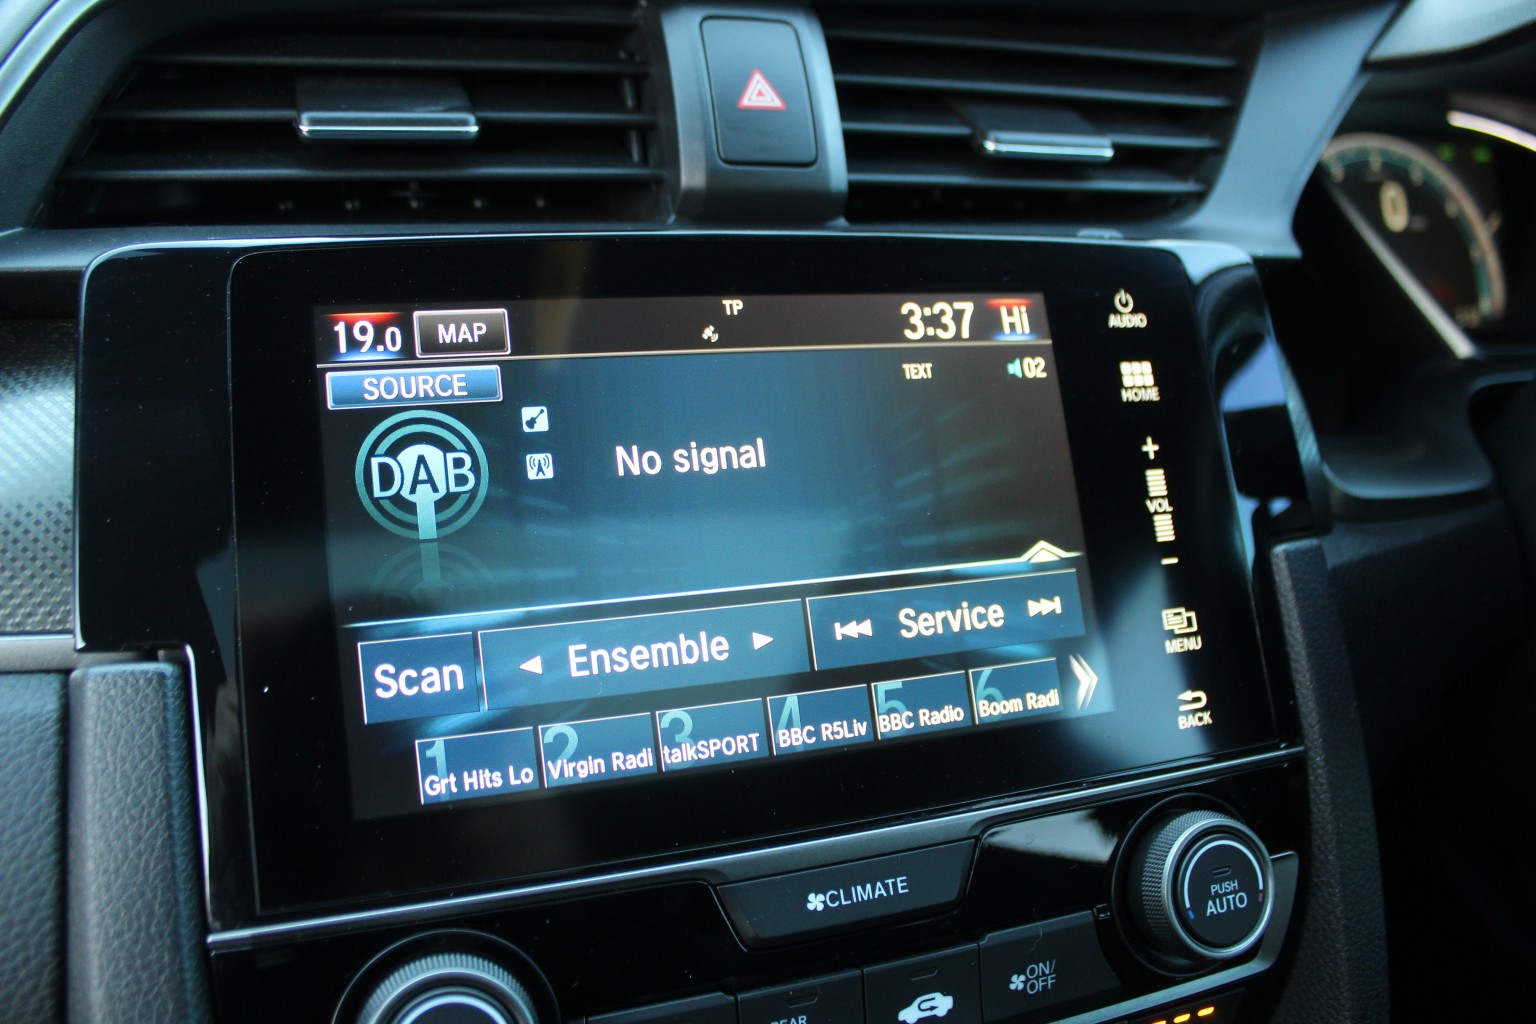 TP
19.0 MAP 3:37 Hi
AUDIO
SOURCE TEXT 02
HOME
DAB No signal
+
VOL
-
Scan Ensemble Service
MENU
1 2 3 4 5 6
Grt Hits Lo Virgin Radi talkSPORT BBC R5Liv BBC Radio Boom Radi
BACK
CLIMATE
PUSH
AUTO
ON/
OFF
REAR
0